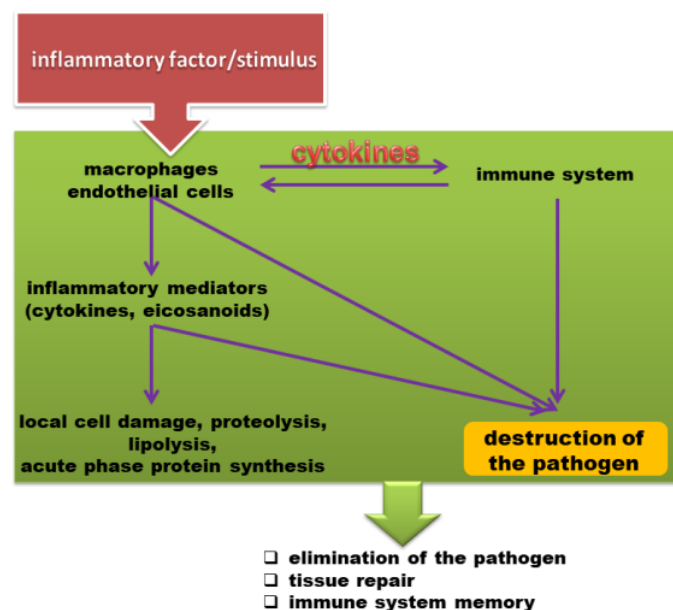 inflammatory factor/stimulus
cytokines
macrophages
endothelial cells
immune system
inflammatory mediators
(cytokines, eicosanoids)
local cell damage, proteolysis,
lipolysis,
acute phase protein synthesis
destruction of
the pathogen
❑ elimination of the pathogen
❑ tissue repair
❑ immune system memory